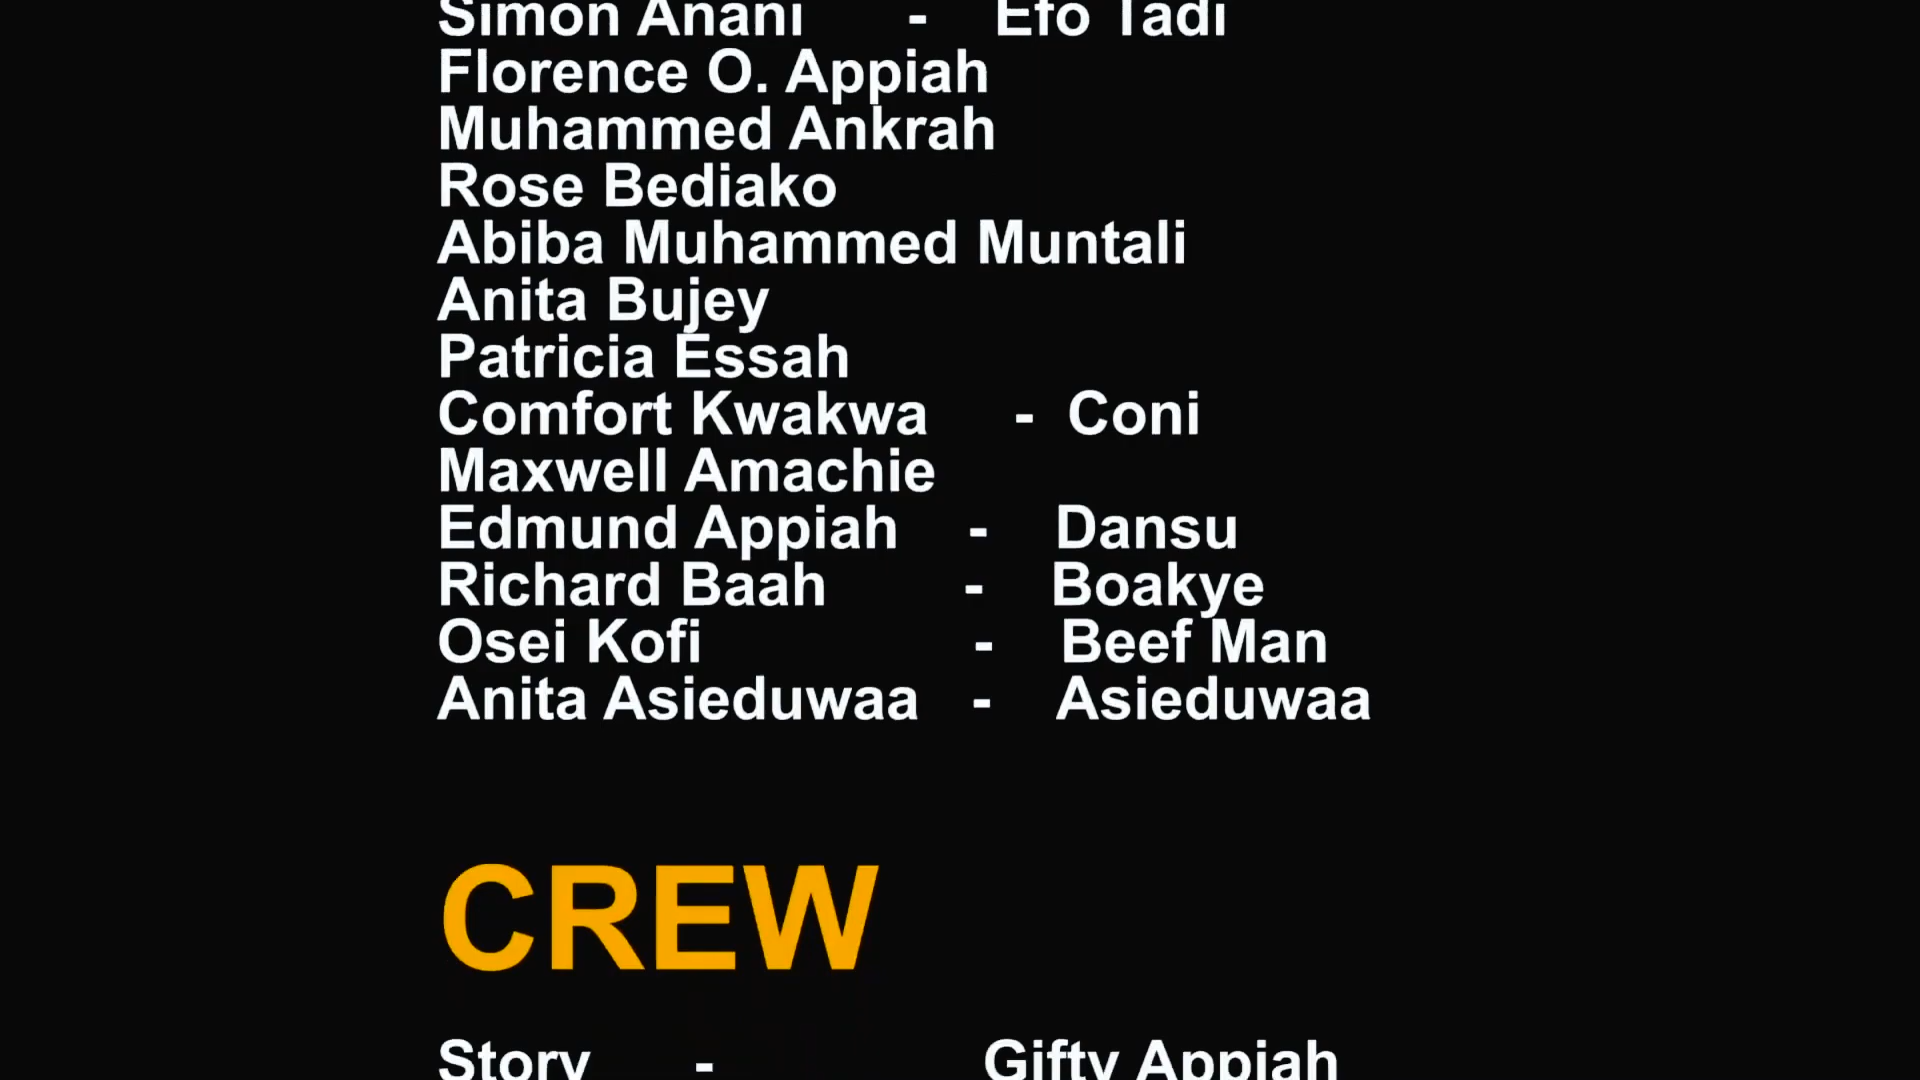 Simon Anani - Efo Tadi
Florence O. Appiah
Muhammed Ankrah
Rose Bediako
Abiba Muhammed Muntali
Anita Bujey
Patricia Essah
Comfort Kwakwa - Coni
Maxwell Amachie
Edmund Appiah - Dansu
Richard Baah - Boakye
Osei Kofi - Beef Man
Anita Asieduwaa - Asieduwaa
CREW
Story - Gifty Appiah